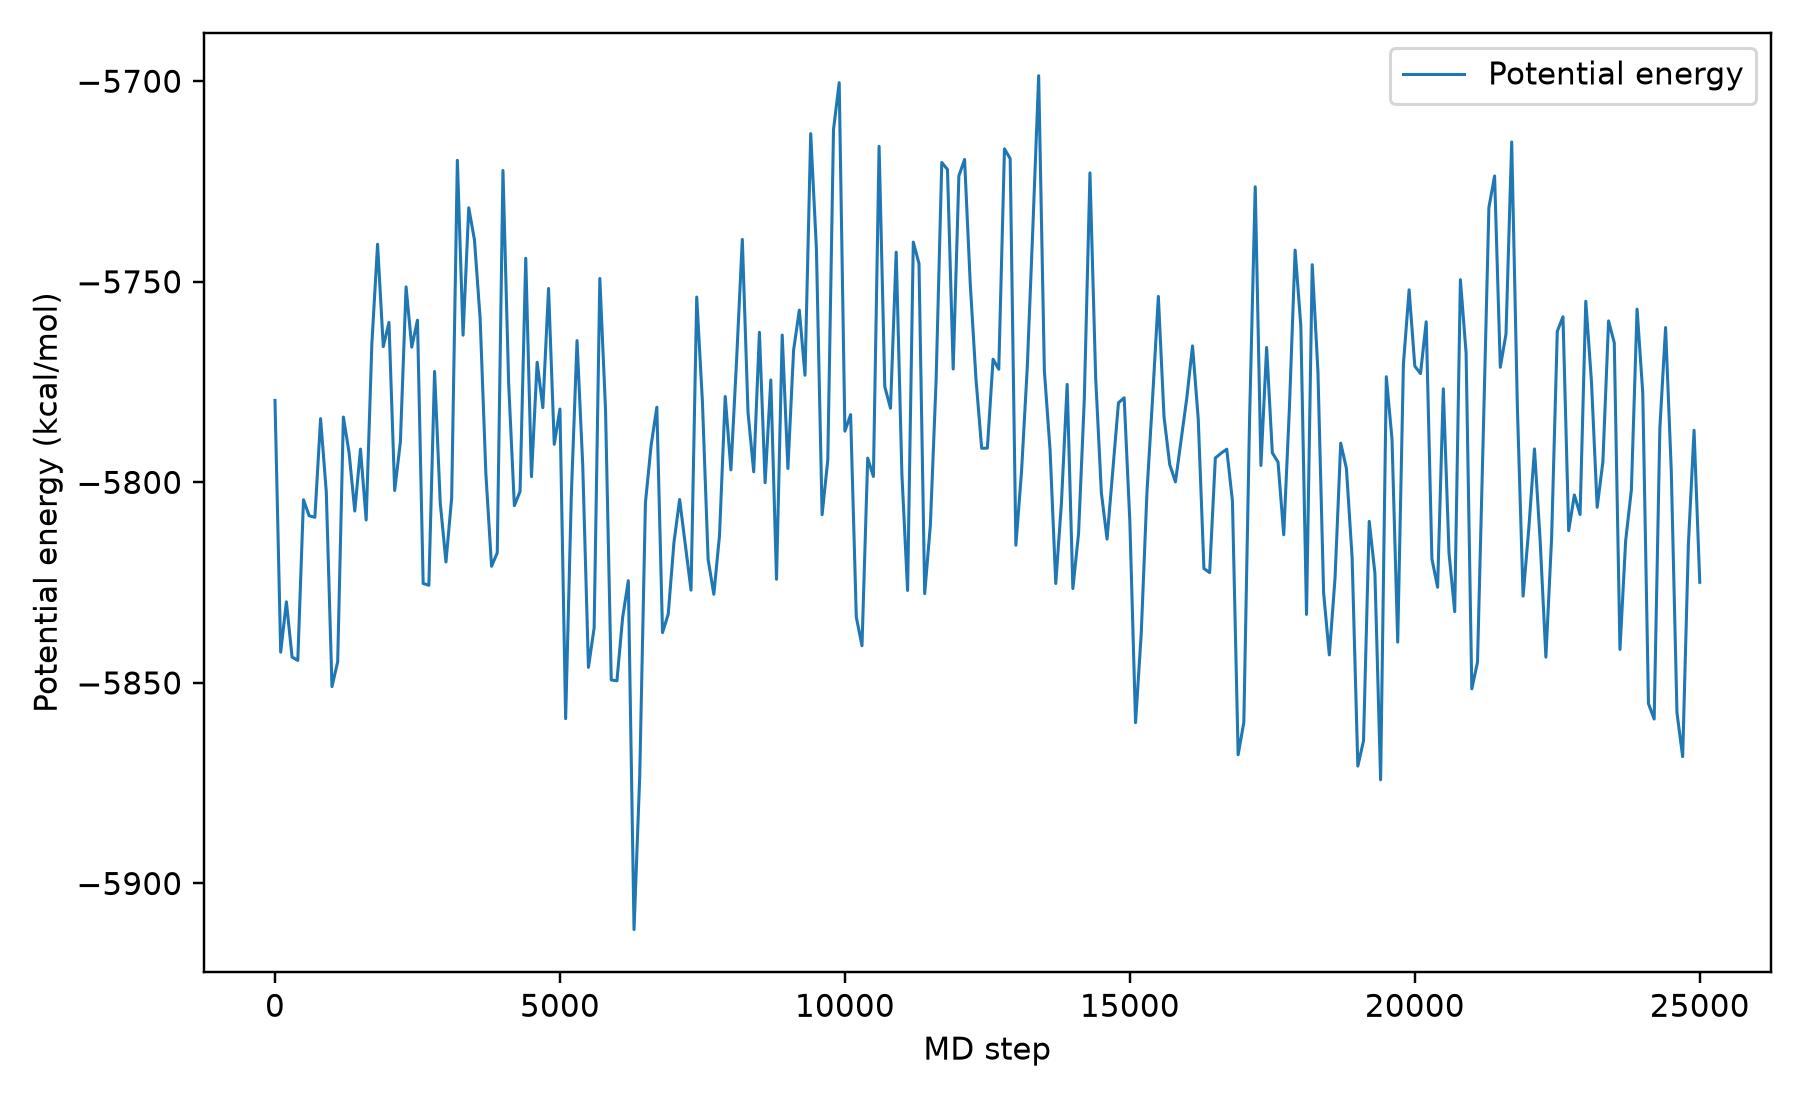 Potential energy
−5700
−5750
−5800
−5850
−5900
Potential energy (kcal/mol)
0 5000 10000 15000 20000 25000
MD step